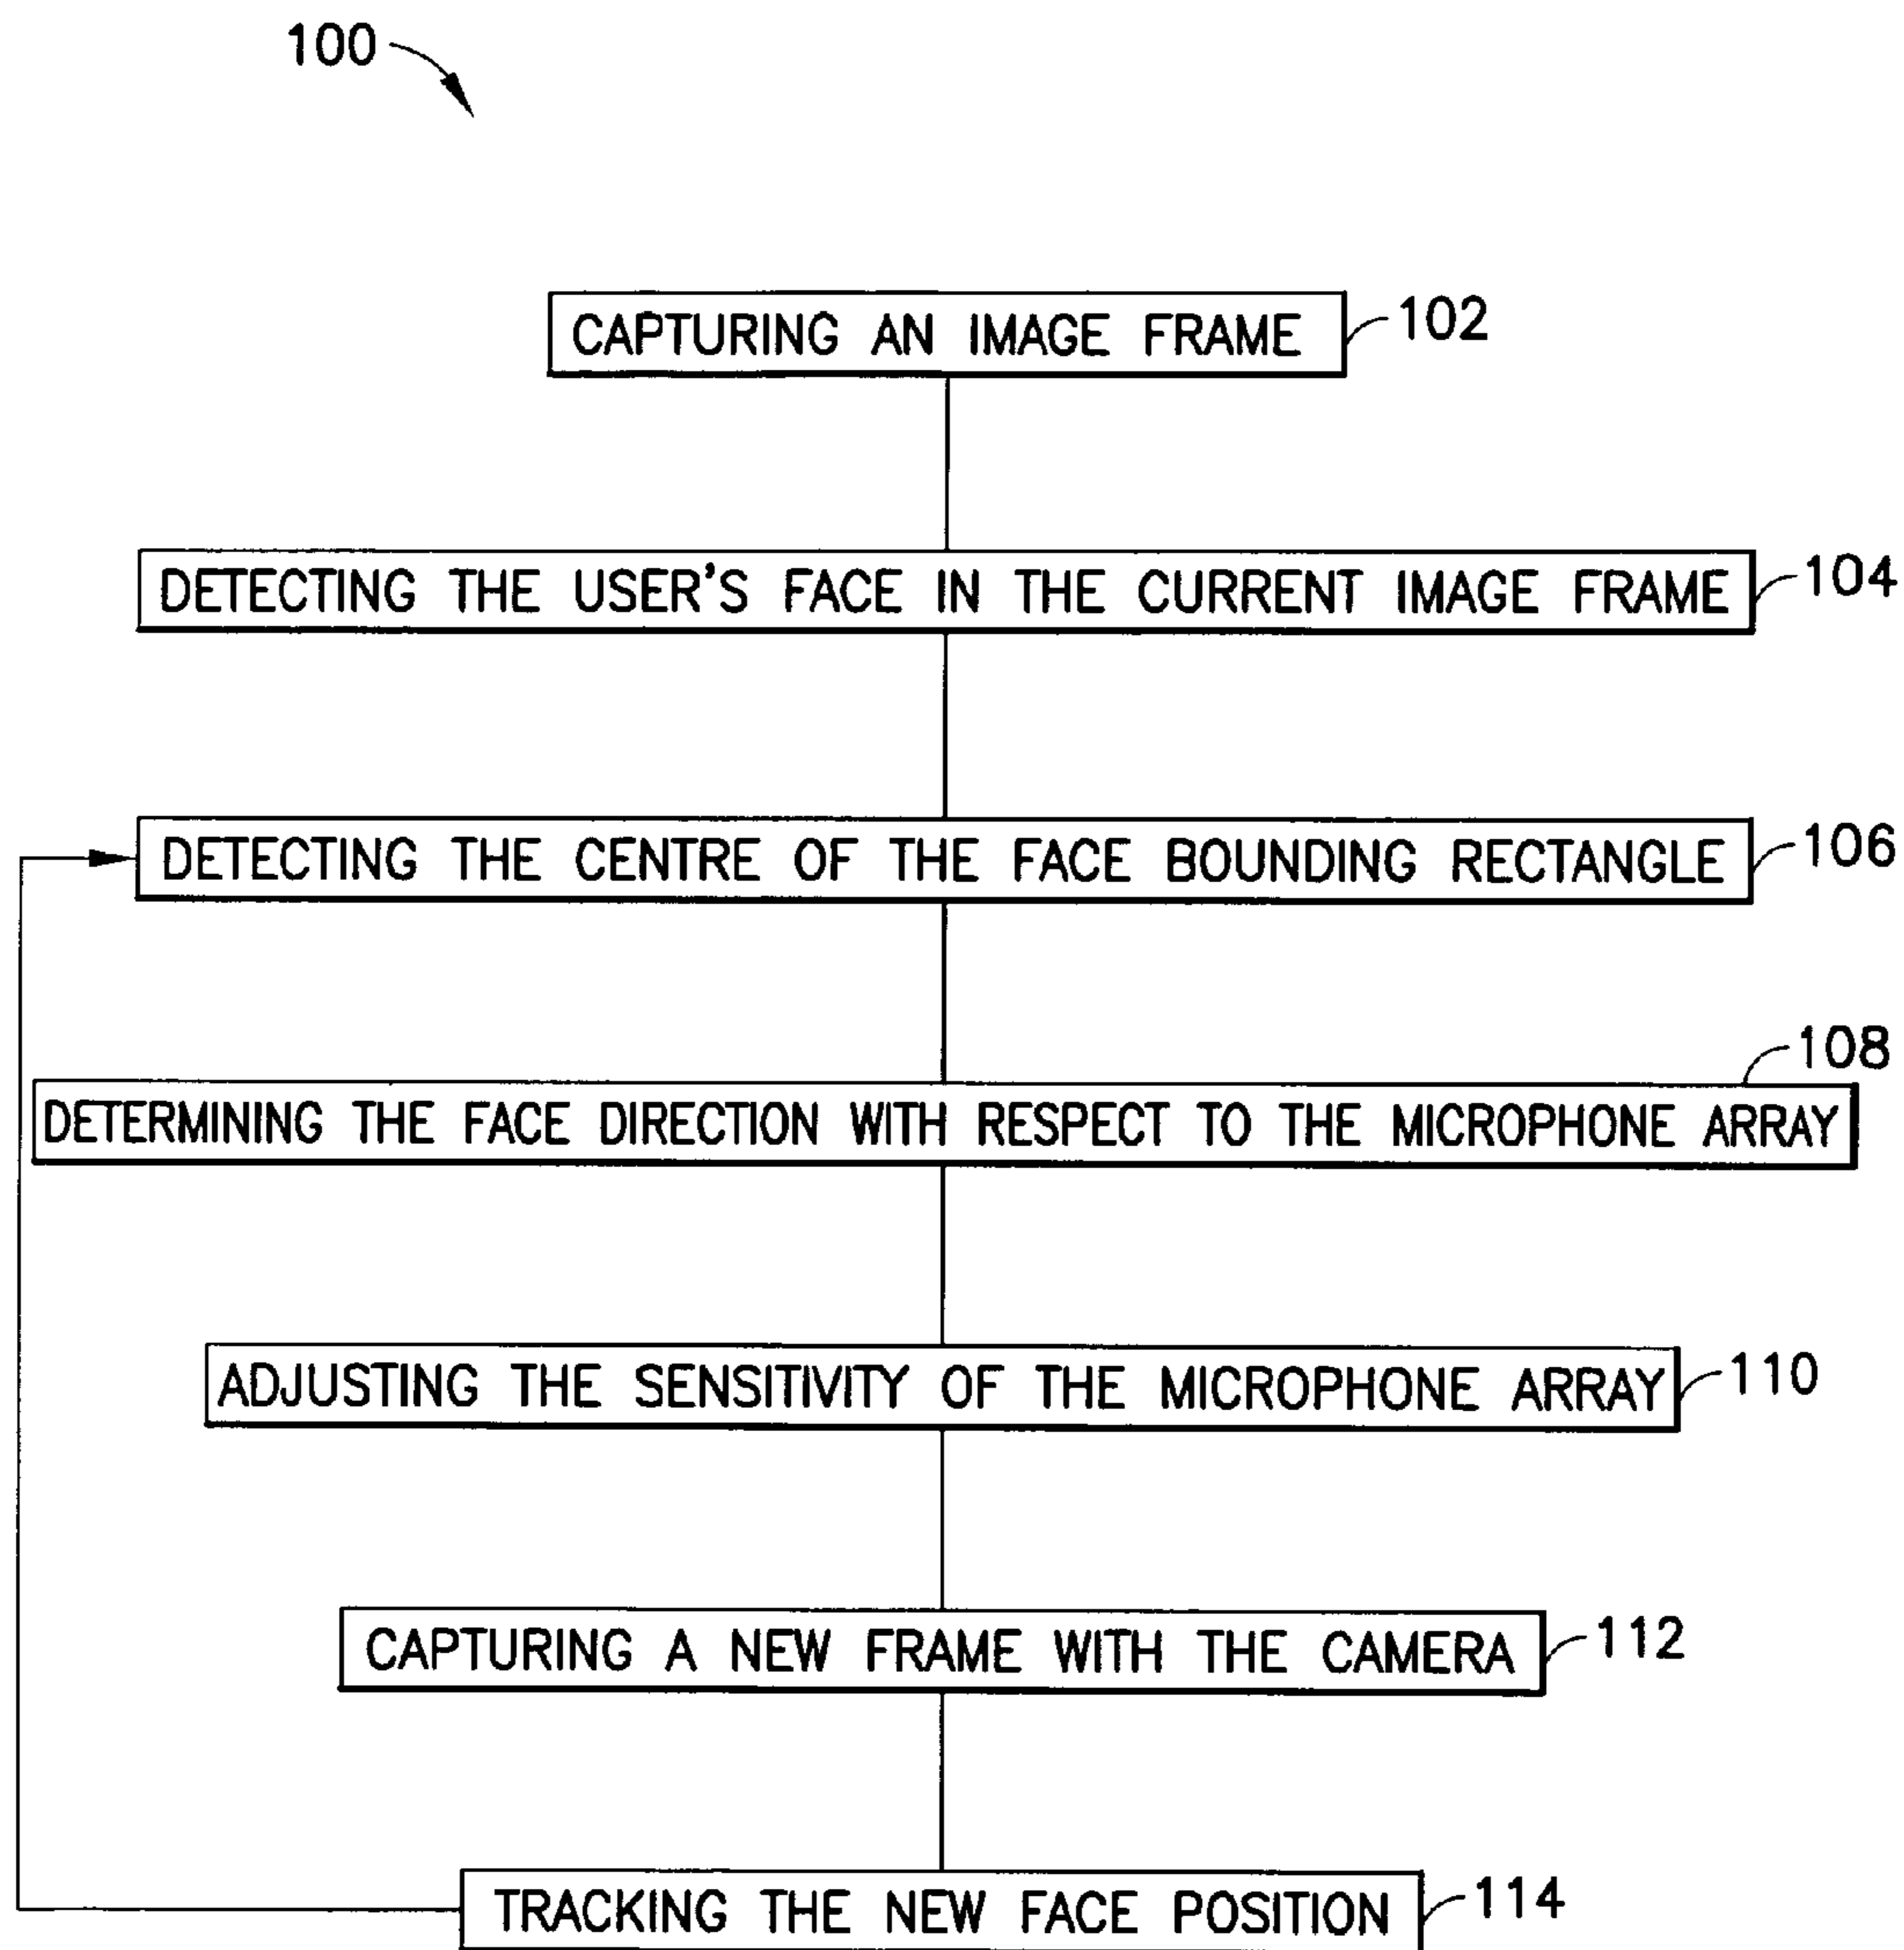 100
CAPTURING AN IMAGE FRAME 102
DETECTING THE USER'S FACE IN THE CURRENT IMAGE FRAME 104
DETECTING THE CENTRE OF THE FACE BOUNDING RECTANGLE 106
108
DETERMINING THE FACE DIRECTION WITH RESPECT TO THE MICROPHONE ARRAY
ADJUSTING THE SENSITIVITY OF THE MICROPHONE ARRAY 110
CAPTURING A NEW FRAME WITH THE CAMERA 112
TRACKING THE NEW FACE POSITION 114